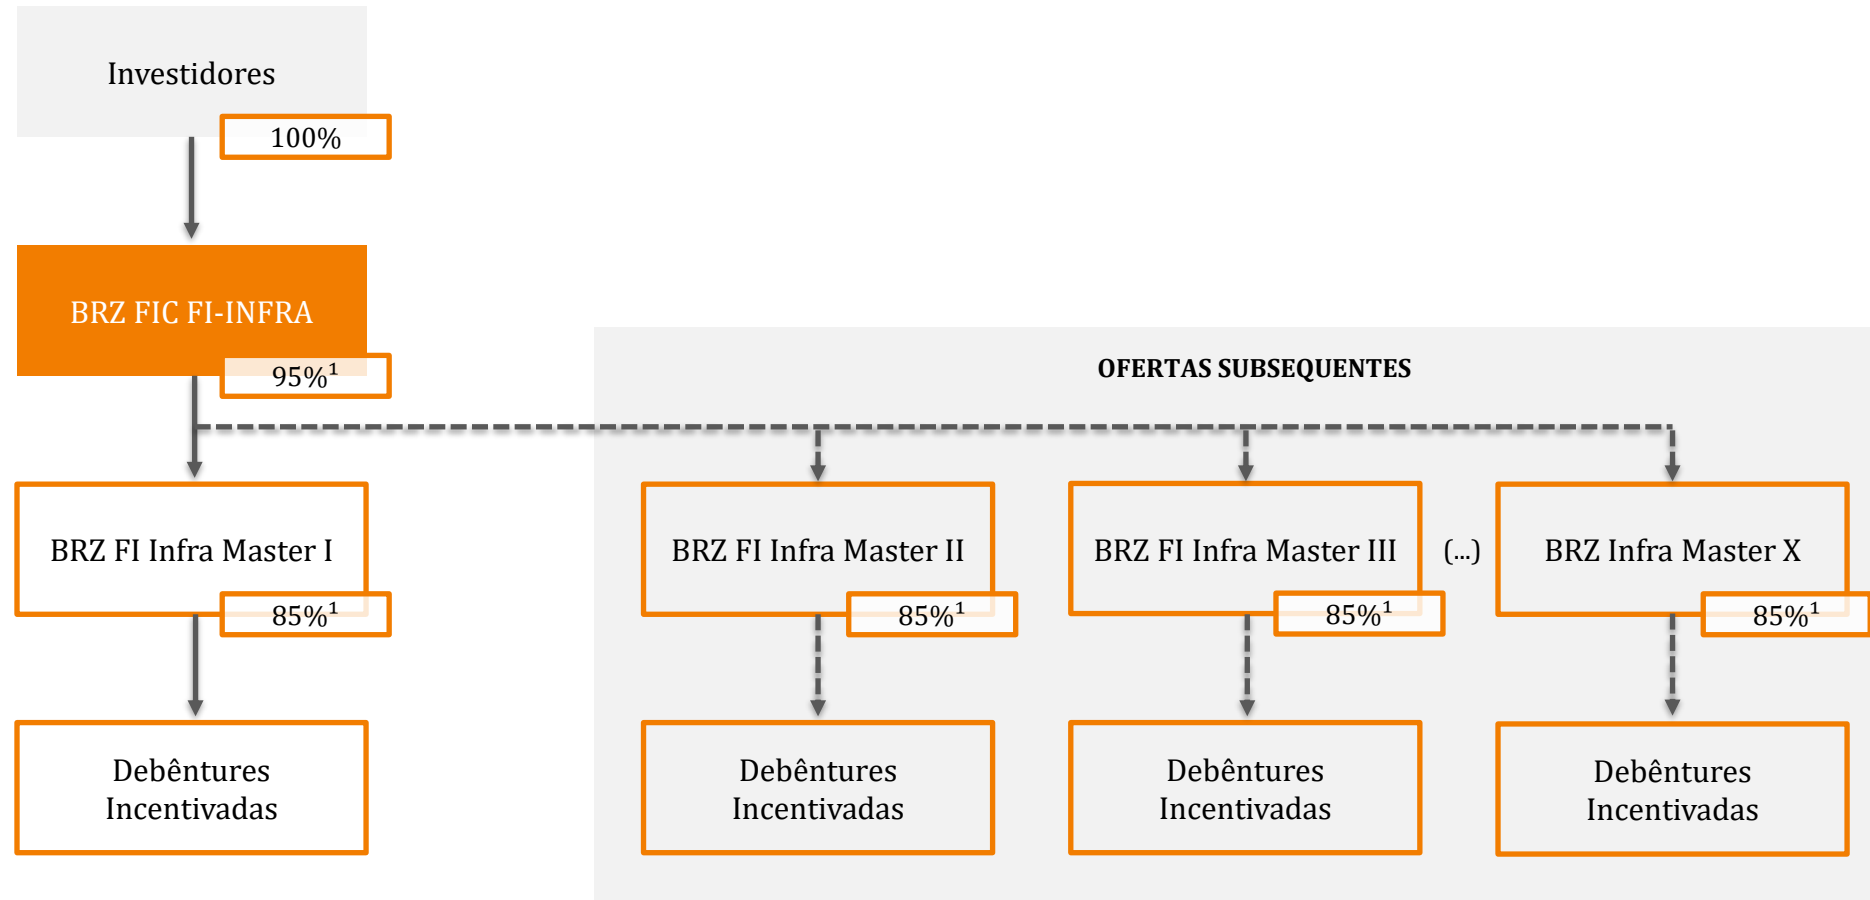 Investidores
100%
BRZ FIC FI-INFRA
95%¹
OFERTAS SUBSEQUENTES
BRZ FI Infra Master I
85%¹
BRZ FI Infra Master II
85%¹
BRZ FI Infra Master III
85%¹
(...)
BRZ Infra Master X
85%¹
Debêntures
Incentivadas
Debêntures
Incentivadas
Debêntures
Incentivadas
Debêntures
Incentivadas